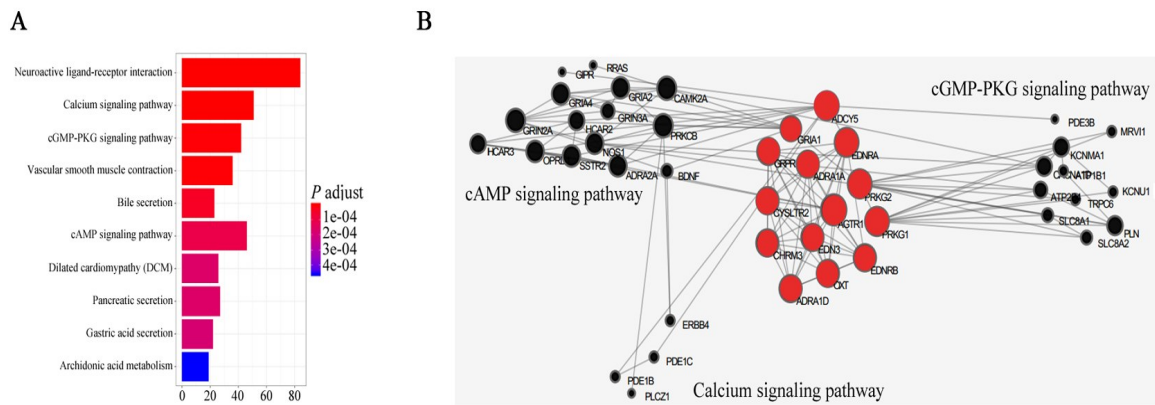 A
B
Neuroactive ligand-receptor interaction
Calcium signaling pathway
cGMP-PKG signaling pathway
Vascular smooth muscle contraction
Bile secretion
cAMP signaling pathway
Dilated cardiomyopathy (DCM)
Pancreatic secretion
Gastric acid secretion
Archidonic acid metabolism
0 20 40 60 80
P adjust
1e-04
2e-04
3e-04
4e-04
RRAS
GIPR
GRIA2
CAMK2A
GRIA4
GRIN3A
GRIN2A
HCAR2
PRKCB
HCAR3
NOS1
OPRL
SSTR2
ADRA2A
BDNF
cAMP signaling pathway
ADCY5
GRIA1
EDNRA
GRPR
ADRA1A
PRKG2
CYSLTR2
AGTR1
PRKG1
CHRM3
EDN3
EDNRB
OXT
ADRA1D
cGMP-PKG signaling pathway
PDE3B
MRVI1
KCNMA1
ATP1B1
KCNU1
TRPC6
SLC8A1
PLN
SLC8A2
ERBB4
PDE1C
PDE1B
PLCZ1
Calcium signaling pathway